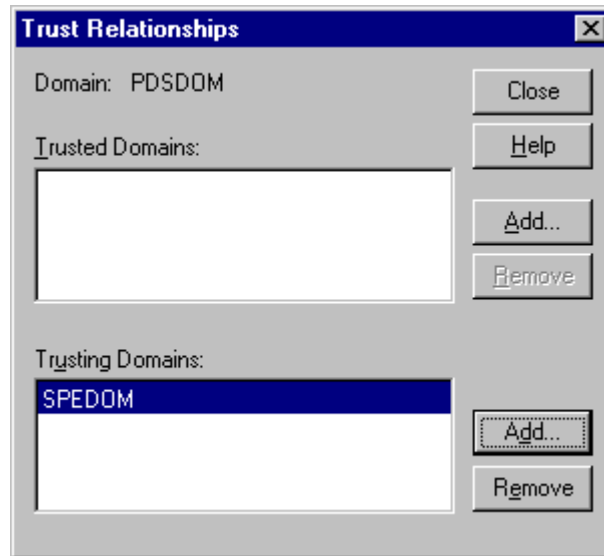 Trust Relationships
Domain: PDSDOM
Close
Help
Trusted Domains:
Add...
Remove
Trusting Domains:
SPEDOM
Add...
Remove